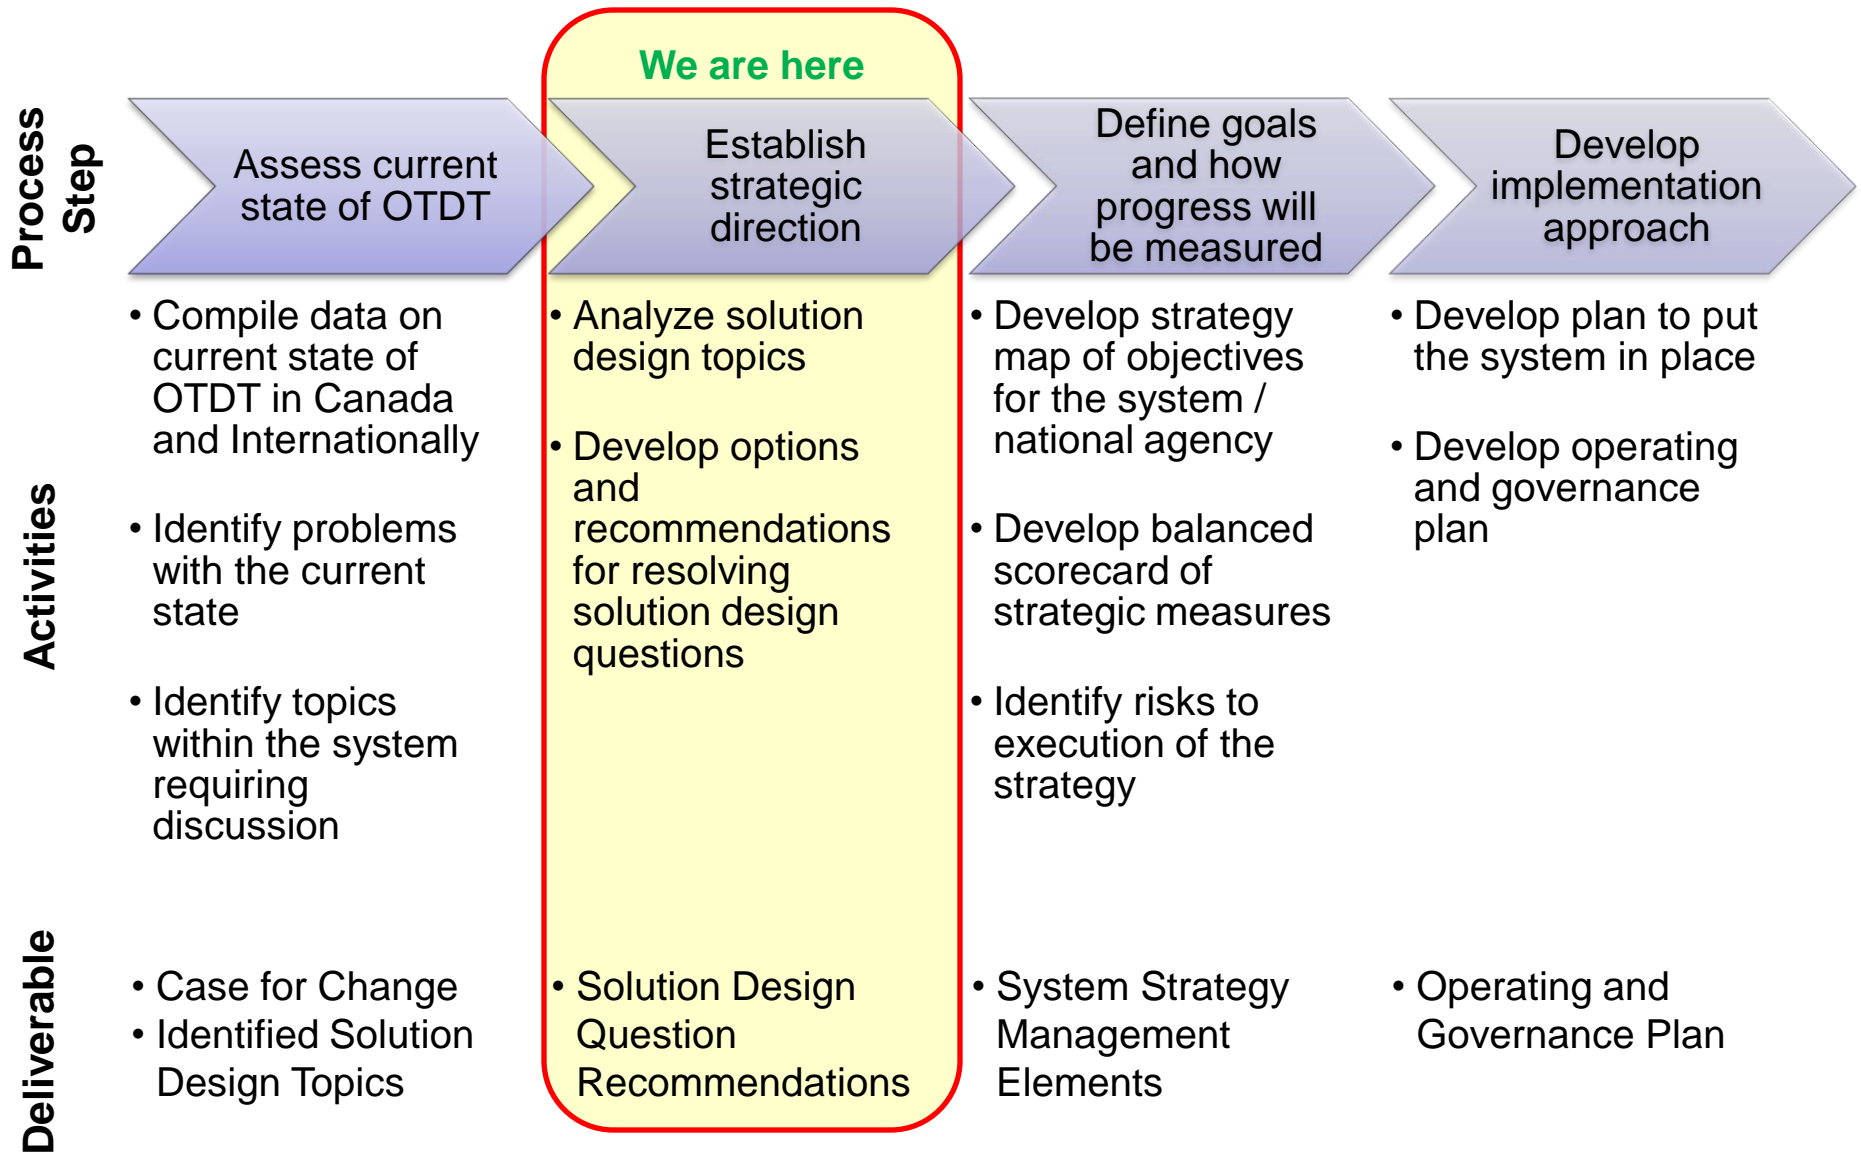 We are here
Process
Step
Assess current
state of OTDT
Establish
strategic
direction
Define goals
and how
progress will
be measured
Develop
implementation
approach
Activities
• Compile data on
current state of
OTDT in Canada
and Internationally
• Identify problems
with the current
state
• Identify topics
within the system
requiring
discussion
• Analyze solution
design topics
• Develop options
and
recommendations
for resolving
solution design
questions
• Develop strategy
map of objectives
for the system /
national agency
• Develop balanced
scorecard of
strategic measures
• Identify risks to
execution of the
strategy
• Develop plan to put
the system in place
• Develop operating
and governance
plan
Deliverable
• Case for Change
• Identified Solution
Design Topics
• Solution Design
Question
Recommendations
• System Strategy
Management
Elements
• Operating and
Governance Plan